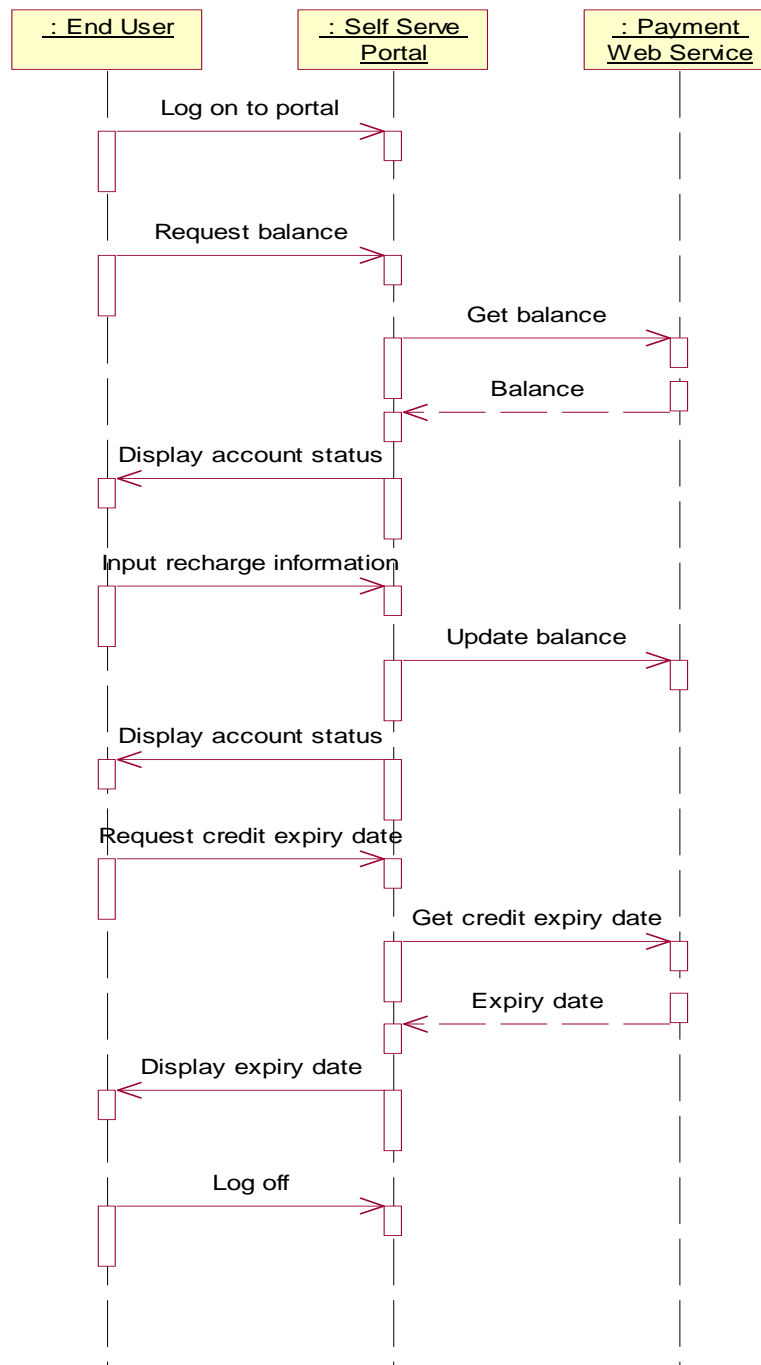 : End User
: Self Serve
Portal
: Payment
Web Service
Log on to portal
Request balance
Get balance
Balance
Display account status
Input recharge information
Update balance
Display account status
Request credit expiry date
Get credit expiry date
Expiry date
Display expiry date
Log off